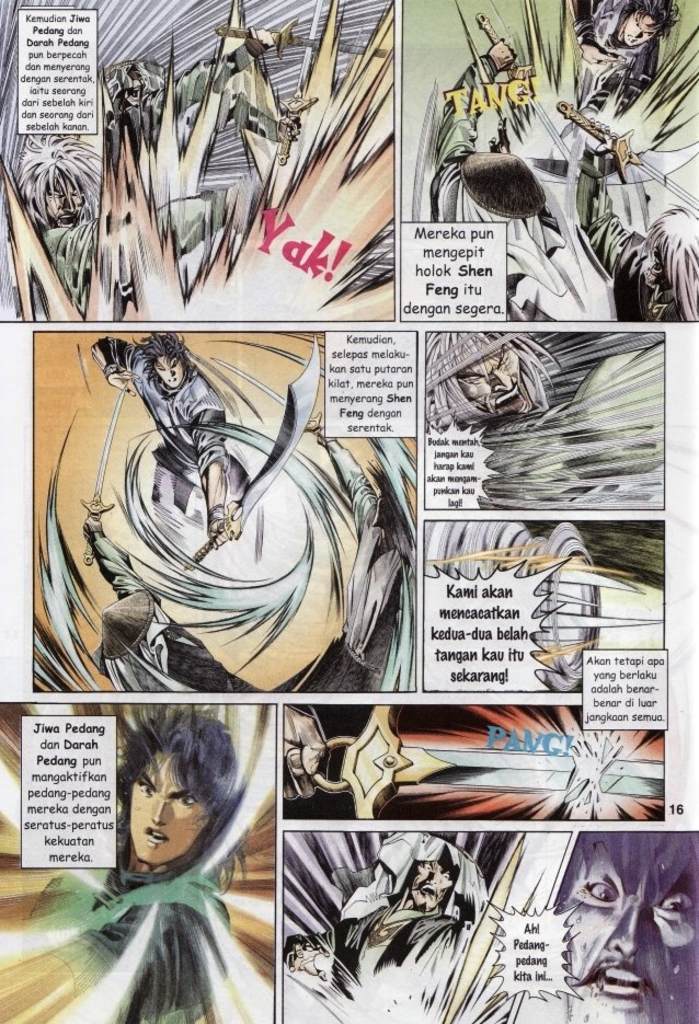 Kemudian Jiwa
Pedang dan
Darah Pedang
pun berpecah
dan menyerang
dengan serentak,
iaitu seorang
dari sebelah kiri
dan seorang dari
sebelah kanan.
Yak!
TANG!
Mereka pun
mengepit
holok Shen
Feng itu
dengan segera.
Kemudian,
selepas melaku-
kan satu putaran
kilat, mereka pun
menyerang Shen
Feng dengan
serentak.
Budak mentah,
jangan kau
harap kami
akan mengam-
punkan kau
lagi!
Kami akan
mencacatkan
kedua-dua belah
tangan kau itu
sekarang!
Akan tetapi apa
yang berlaku
adalah benar-
benar di luar
jangkaan semua.
Jiwa Pedang
dan Darah
Pedang pun
mangaktifkan
pedang-pedang
mereka dengan
seratus-peratus
kekuatan
mereka.
PANG!
16
Ah!
Pedang-
pedang
kita ini...